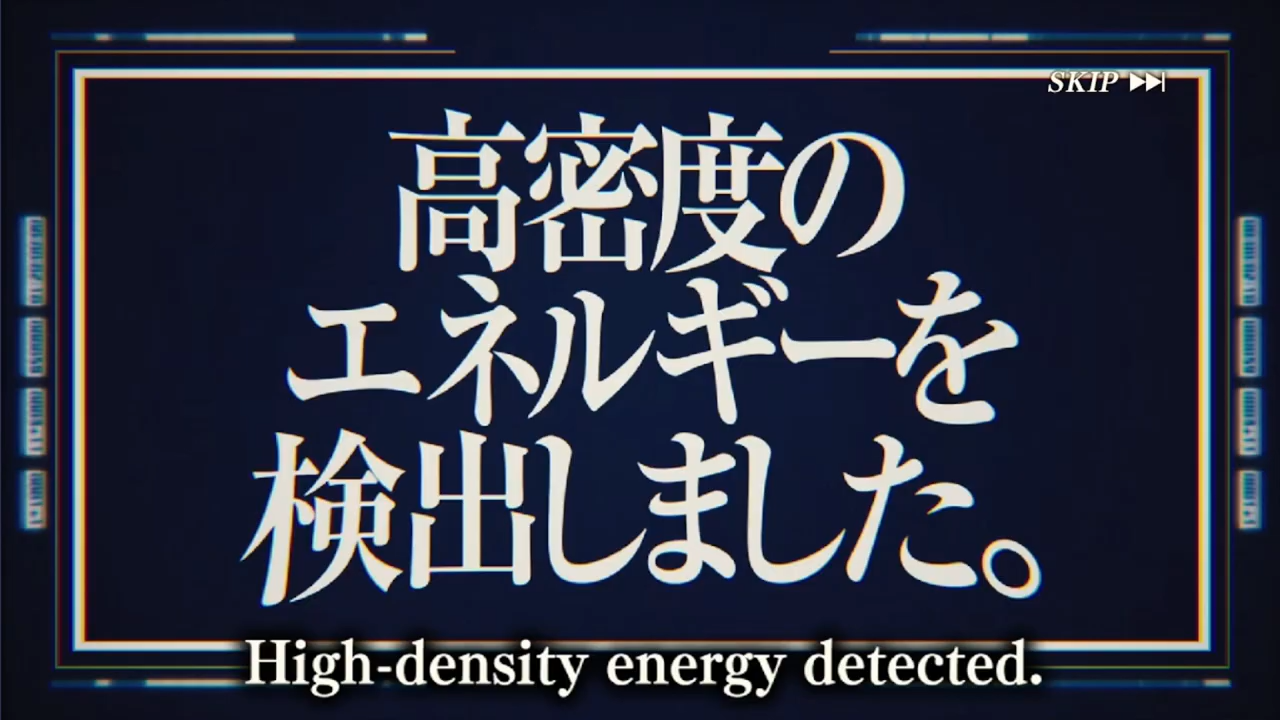 SKIP
高密度の
エネルギーを
検出しました。
High-density energy detected.